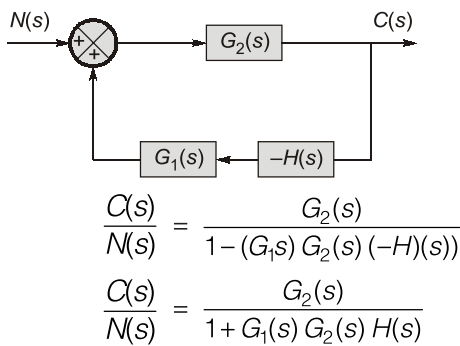 N(s) C(s)
+ + G₂(s)
G₁(s) –H(s)
C(s)/N(s) = G₂(s)/(1–(G₁s) G₂(s) (–H)(s))
C(s)/N(s) = G₂(s)/(1+G₁(s) G₂(s) H(s))